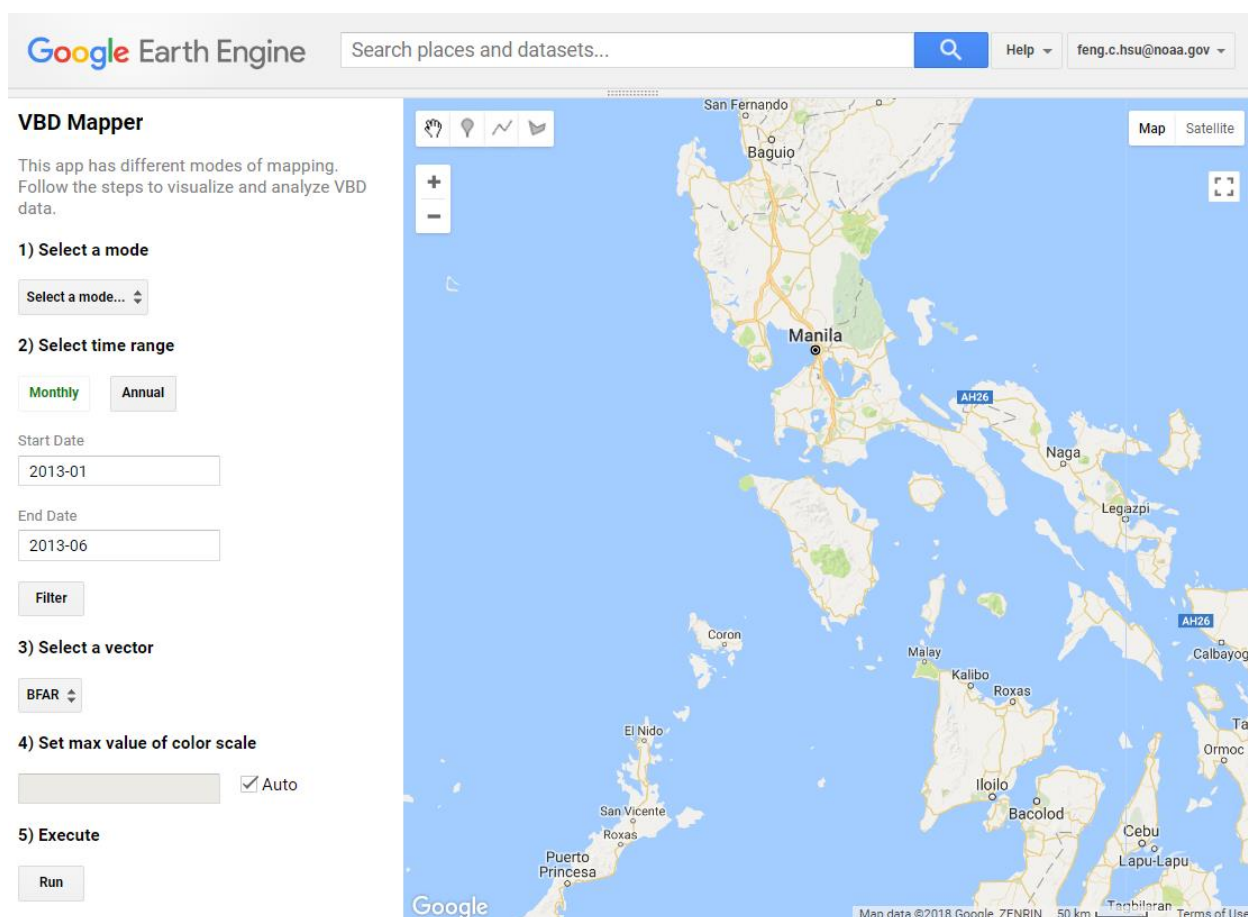 Google Earth Engine
Search places and datasets...
Help
feng.c.hsu@noaa.gov
VBD Mapper
This app has different modes of mapping.
Follow the steps to visualize and analyze VBD
data.
1) Select a mode
Select a mode...
2) Select time range
Monthly Annual
Start Date
2013-01
End Date
2013-06
Filter
3) Select a vector
BFAR
4) Set max value of color scale
Auto
5) Execute
Run
Map Satellite
+
−
San Fernando
Baguio
Manila
AH26
Naga
Legazpi
AH26
Calbayog
Coron
Malay
Kalibo
Roxas
El Nido
Ta
Ormoc
Iloilo
Bacolod
San Vicente
Roxas
Cebu
Lapu-Lapu
Puerto
Princesa
Tagbilaran
Google
Map data ©2018 Google, ZENRIN 50 km Terms of Use